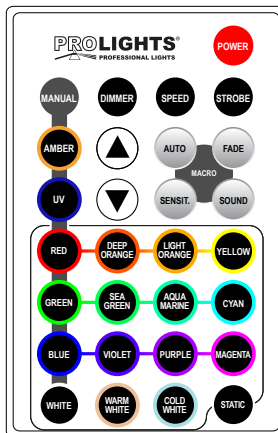 PROLIGHTS®
PROFESSIONAL LIGHTS
POWER
MANUAL DIMMER SPEED STROBE
AMBER AUTO FADE
MACRO
UV SENSIT. SOUND
RED DEEP ORANGE LIGHT ORANGE YELLOW
GREEN SEA GREEN AQUA MARINE CYAN
BLUE VIOLET PURPLE MAGENTA
WHITE WARM WHITE COLD WHITE STATIC